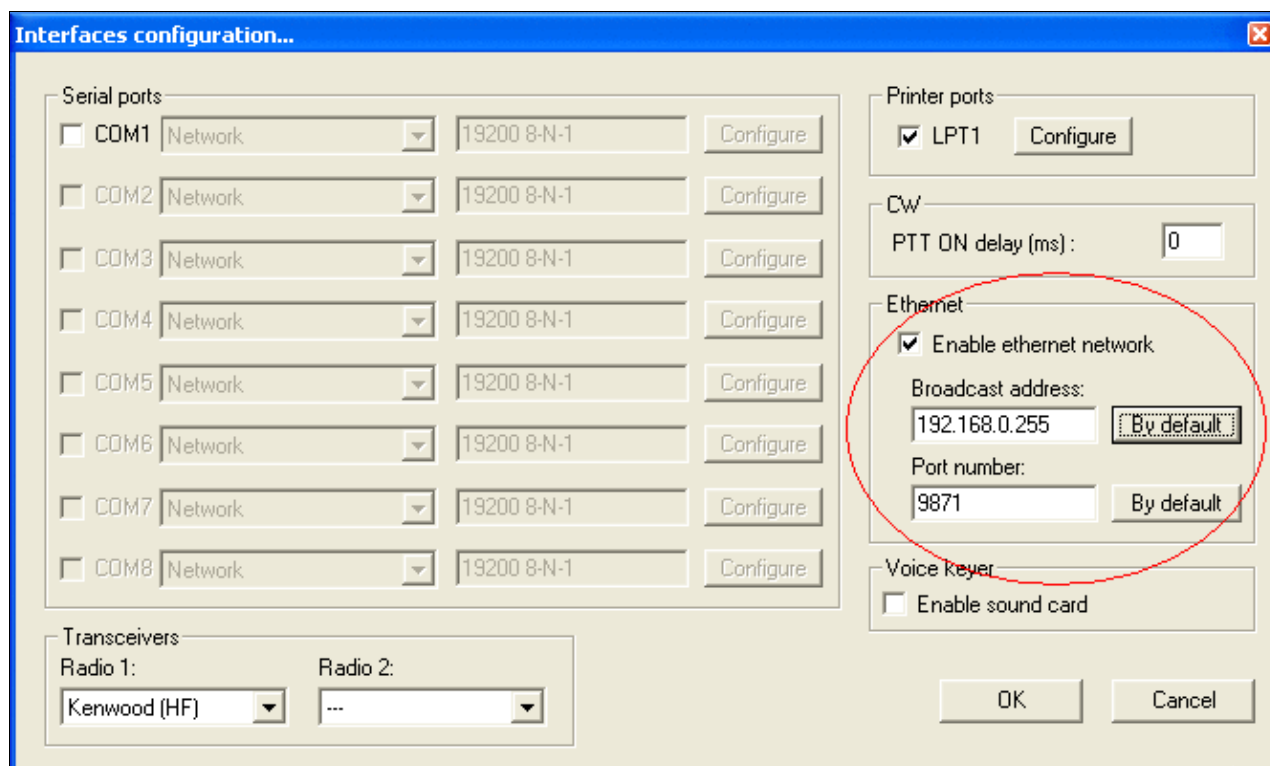 Interfaces configuration...
Serial ports
COM1 Network 19200 8-N-1 Configure
COM2 Network 19200 8-N-1 Configure
COM3 Network 19200 8-N-1 Configure
COM4 Network 19200 8-N-1 Configure
COM5 Network 19200 8-N-1 Configure
COM6 Network 19200 8-N-1 Configure
COM7 Network 19200 8-N-1 Configure
COM8 Network 19200 8-N-1 Configure
Transceivers
Radio 1: Radio 2:
Kenwood (HF) ---
Printer ports
LPT1 Configure
CW
PTT ON delay (ms) : 0
Ethernet
Enable ethernet network
Broadcast address:
192.168.0.255 By default
Port number:
9871 By default
Voice keyer
Enable sound card
OK Cancel